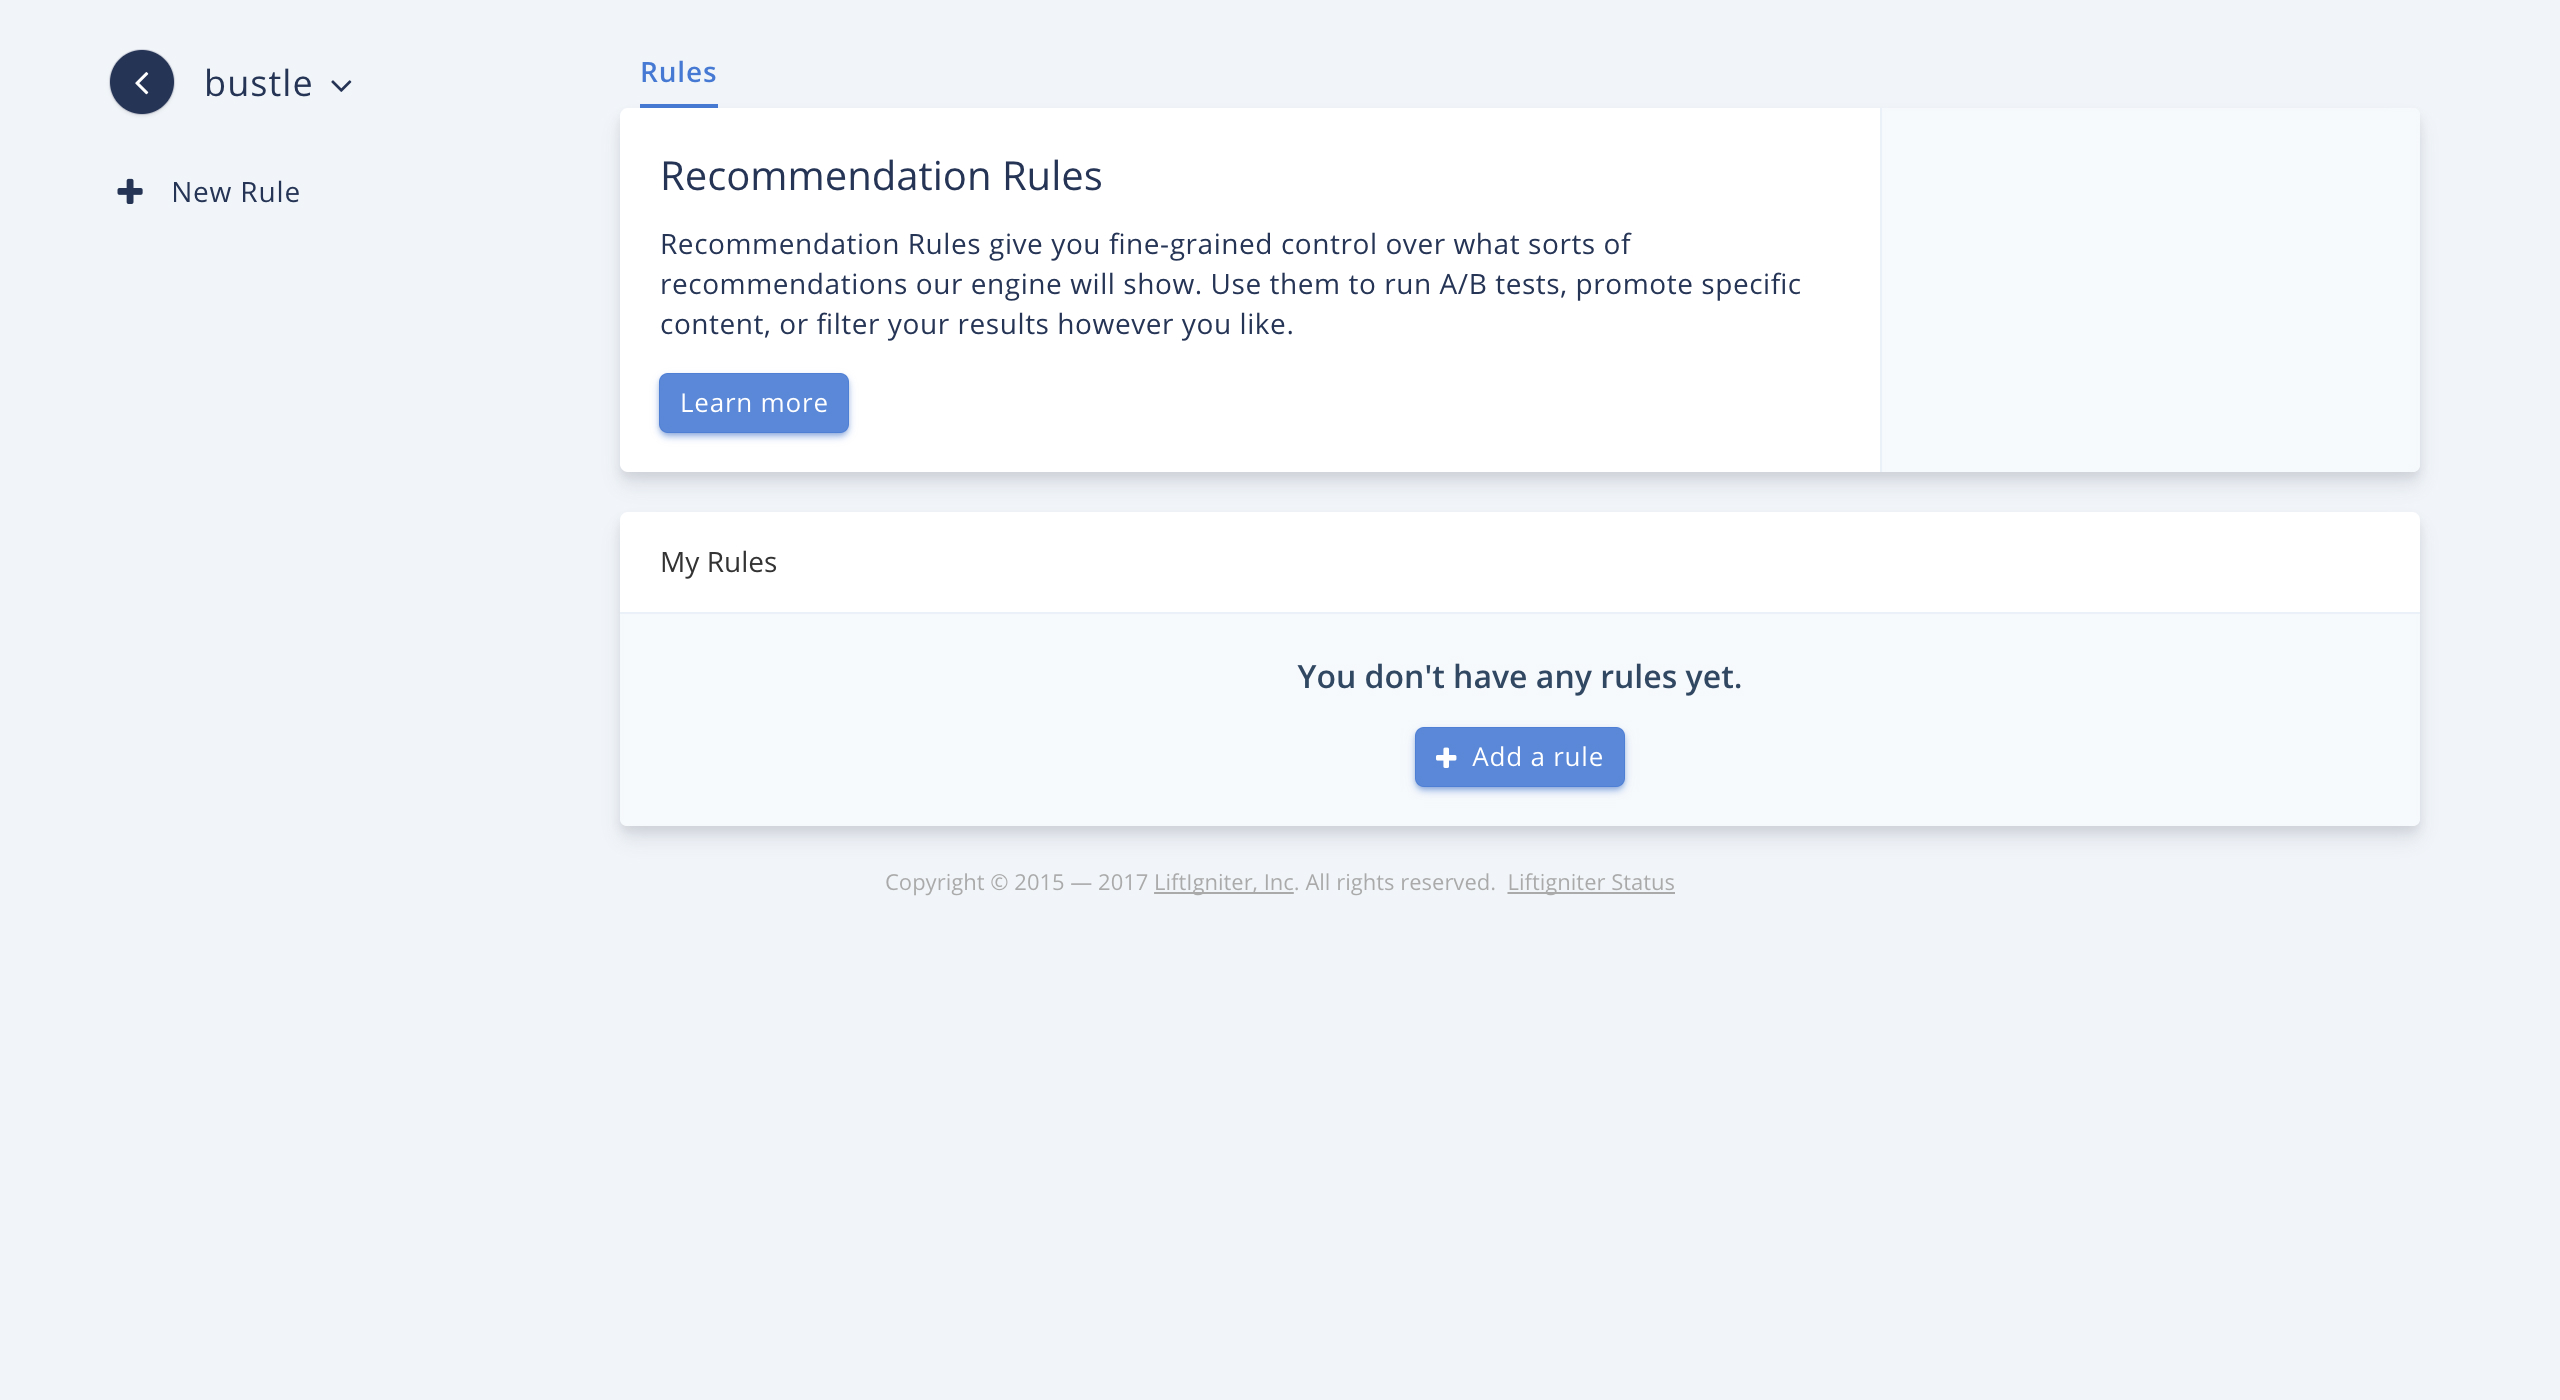 bustle
New Rule
Rules
Recommendation Rules
Recommendation Rules give you fine-grained control over what sorts of
recommendations our engine will show. Use them to run A/B tests, promote specific
content, or filter your results however you like.
Learn more
My Rules
You don't have any rules yet.
Add a rule
Copyright © 2015 — 2017 LiftIgniter, Inc. All rights reserved. Liftigniter Status